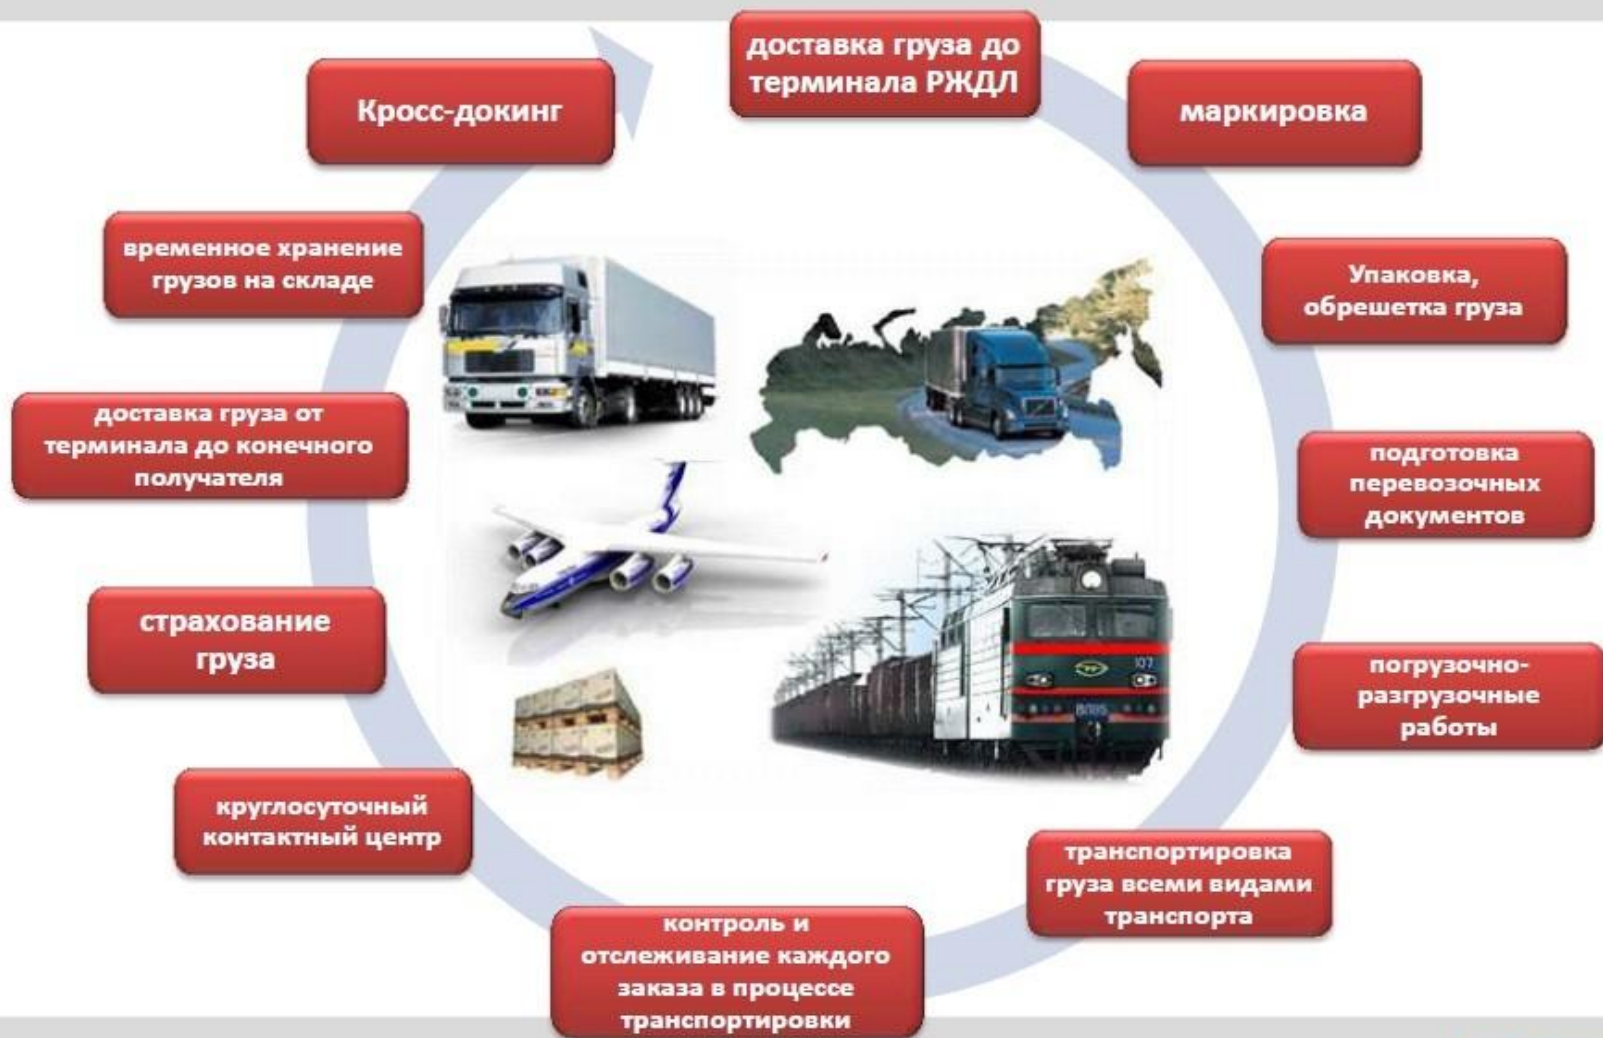 доставка груза до
терминала РЖДЛ
маркировка
Упаковка,
обрешетка груза
подготовка
перевозочных
документов
погрузочно-
разгрузочные
работы
транспортировка
груза всеми видами
транспорта
контроль и
отслеживание каждого
заказа в процессе
транспортировки
круглосуточный
контактный центр
страхование
груза
доставка груза от
терминала до конечного
получателя
временное хранение
грузов на складе
Кросс-докинг
107
ВЛ85